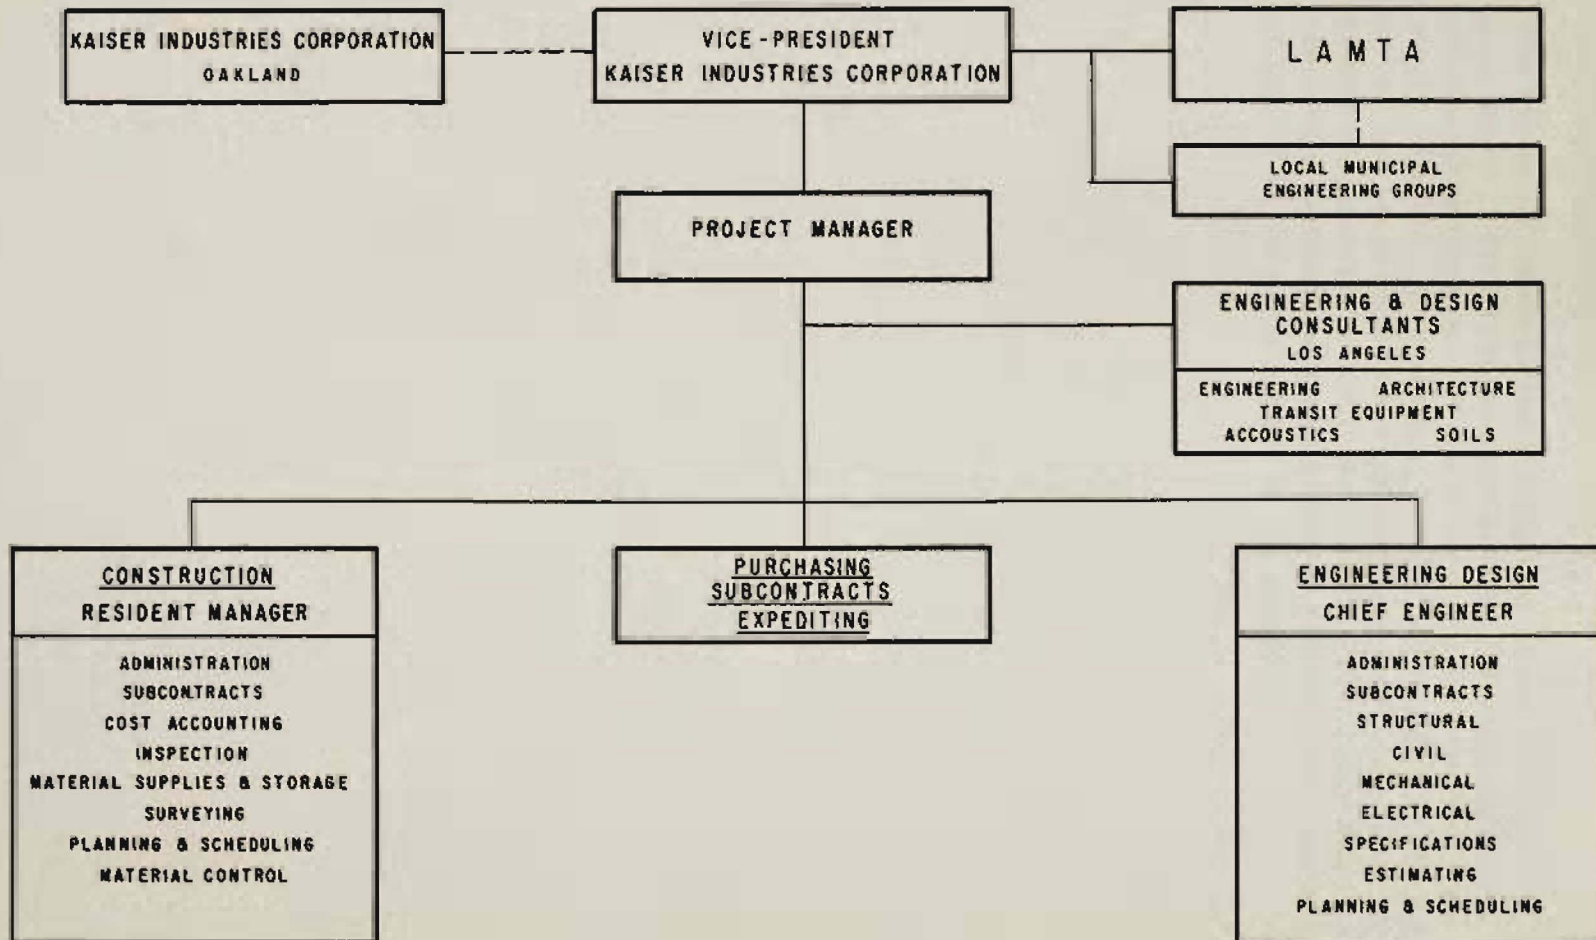 KAISER INDUSTRIES CORPORATION
OAKLAND
VICE-PRESIDENT
KAISER INDUSTRIES CORPORATION
LAMTA
LOCAL MUNICIPAL
ENGINEERING GROUPS
PROJECT MANAGER
ENGINEERING & DESIGN
CONSULTANTS
LOS ANGELES
ENGINEERING ARCHITECTURE
TRANSIT EQUIPMENT
ACCOUSTICS SOILS
CONSTRUCTION
RESIDENT MANAGER
ADMINISTRATION
SUBCONTRACTS
COST ACCOUNTING
INSPECTION
MATERIAL SUPPLIES & STORAGE
SURVEYING
PLANNING & SCHEDULING
MATERIAL CONTROL
PURCHASING
SUBCONTRACTS
EXPEDITING
ENGINEERING DESIGN
CHIEF ENGINEER
ADMINISTRATION
SUBCONTRACTS
STRUCTURAL
CIVIL
MECHANICAL
ELECTRICAL
SPECIFICATIONS
ESTIMATING
PLANNING & SCHEDULING